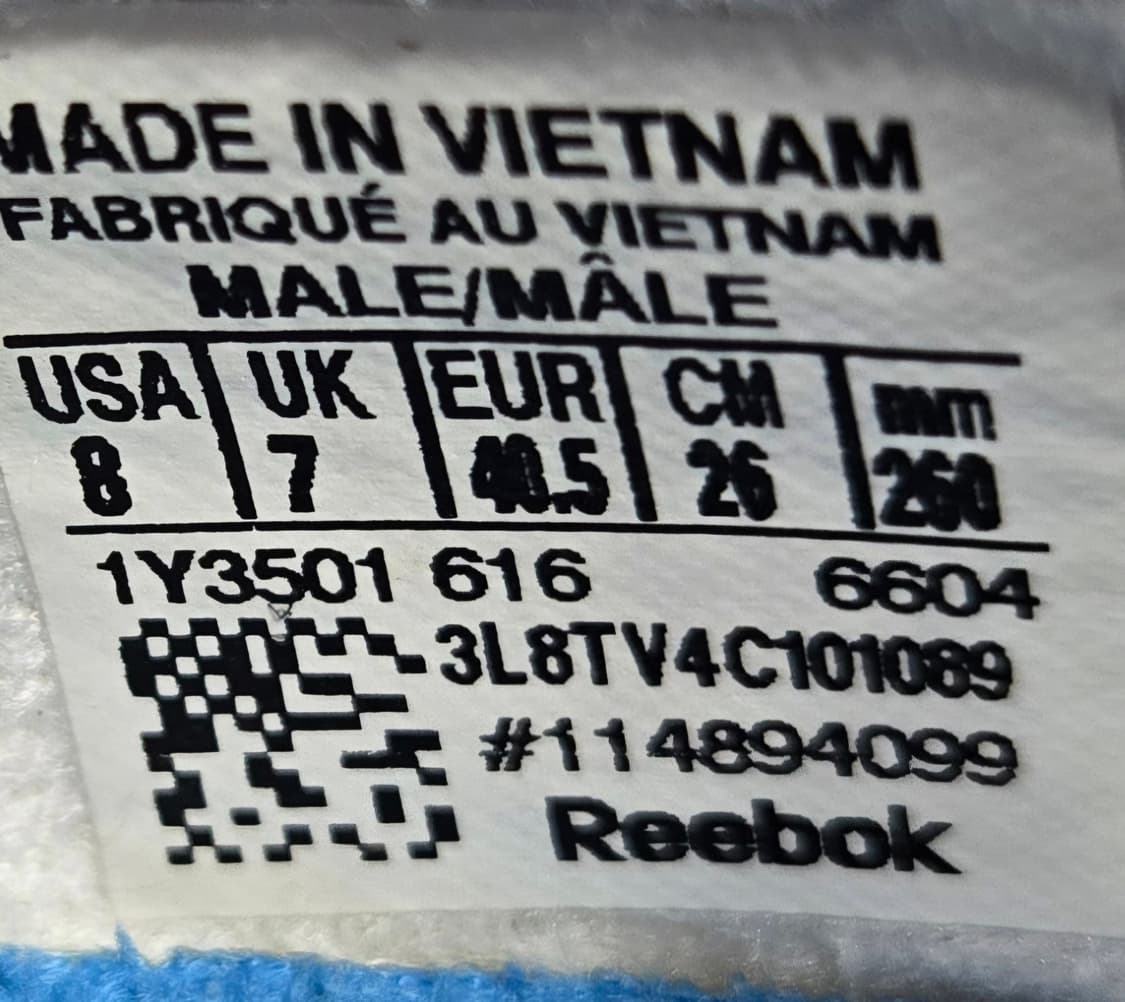 MADE IN VIETNAM
FABRIQUÉ AU VIETNAM
MALE/MÂLE
USA UK EUR CM mm
8 7 40.5 26 260
1Y3501 616 6604
3L8TV4C101089
#114894099
Reebok